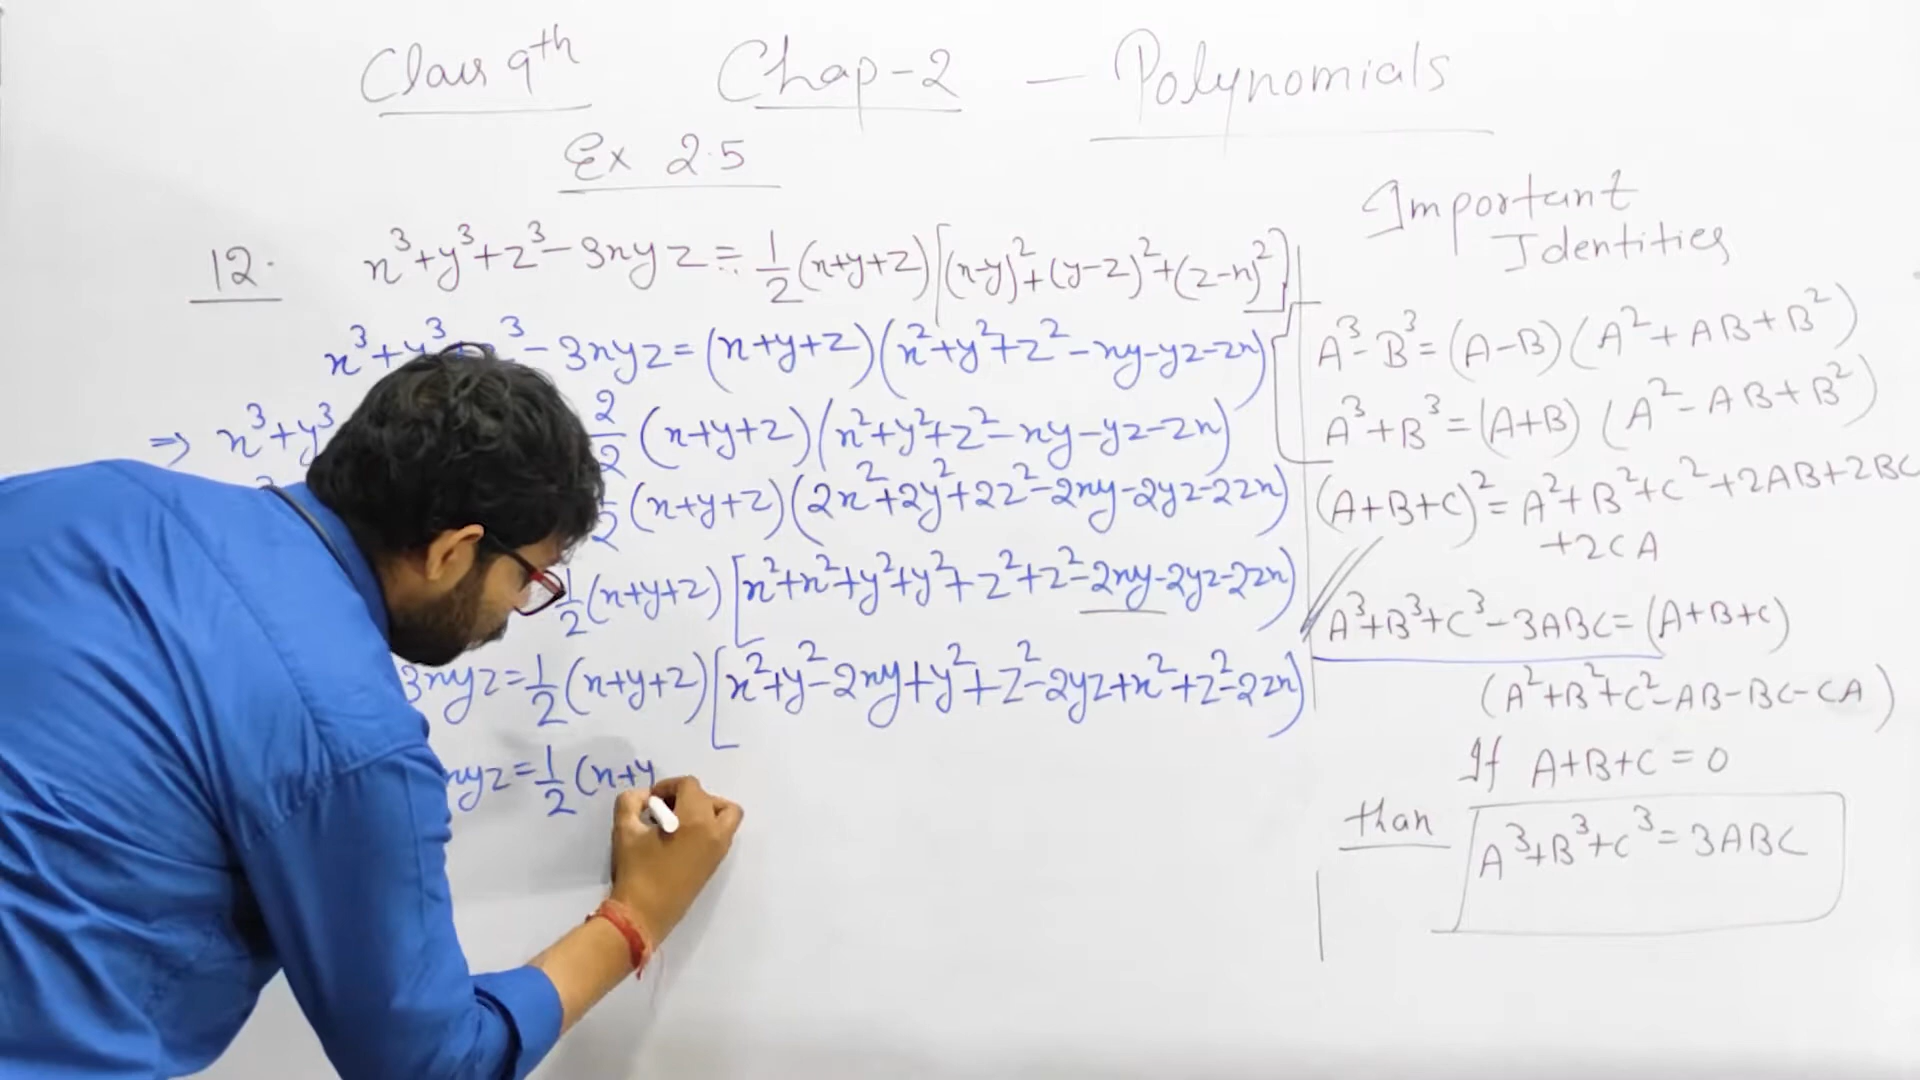 Class 9th Chap-2 - Polynomials
Ex 2.5
12. x³+y³+z³-3xyz = 1/2 (x+y+z) [(x-y)²+(y-z)²+(z-x)²]
x³+y³+z³-3xyz = (x+y+z) (x²+y²+z²-xy-yz-zx)
⇒ x³+y³ 2/2 (x+y+z) (x²+y²+z²-xy-yz-zx)
(x+y+z) (2x²+2y²+2z²-2xy-2yz-2zx)
1/2 (x+y+z) [x²+x²+y²+y²+z²+z²-2xy-2yz-2zx)
3xyz = 1/2 (x+y+z) [x²+y²-2xy+y²+z²-2yz+x²+z²-2zx)
xyz = 1/2 (x+y
Important
Identities
A³-B³ = (A-B) (A²+AB+B²)
A³+B³ = (A+B) (A²-AB+B²)
(A+B+C)² = A²+B²+C²+2AB+2BC
+2CA
A³+B³+C³-3ABC = (A+B+C)
(A²+B²+C²-AB-BC-CA)
If A+B+C = 0
than A³+B³+C³ = 3ABC